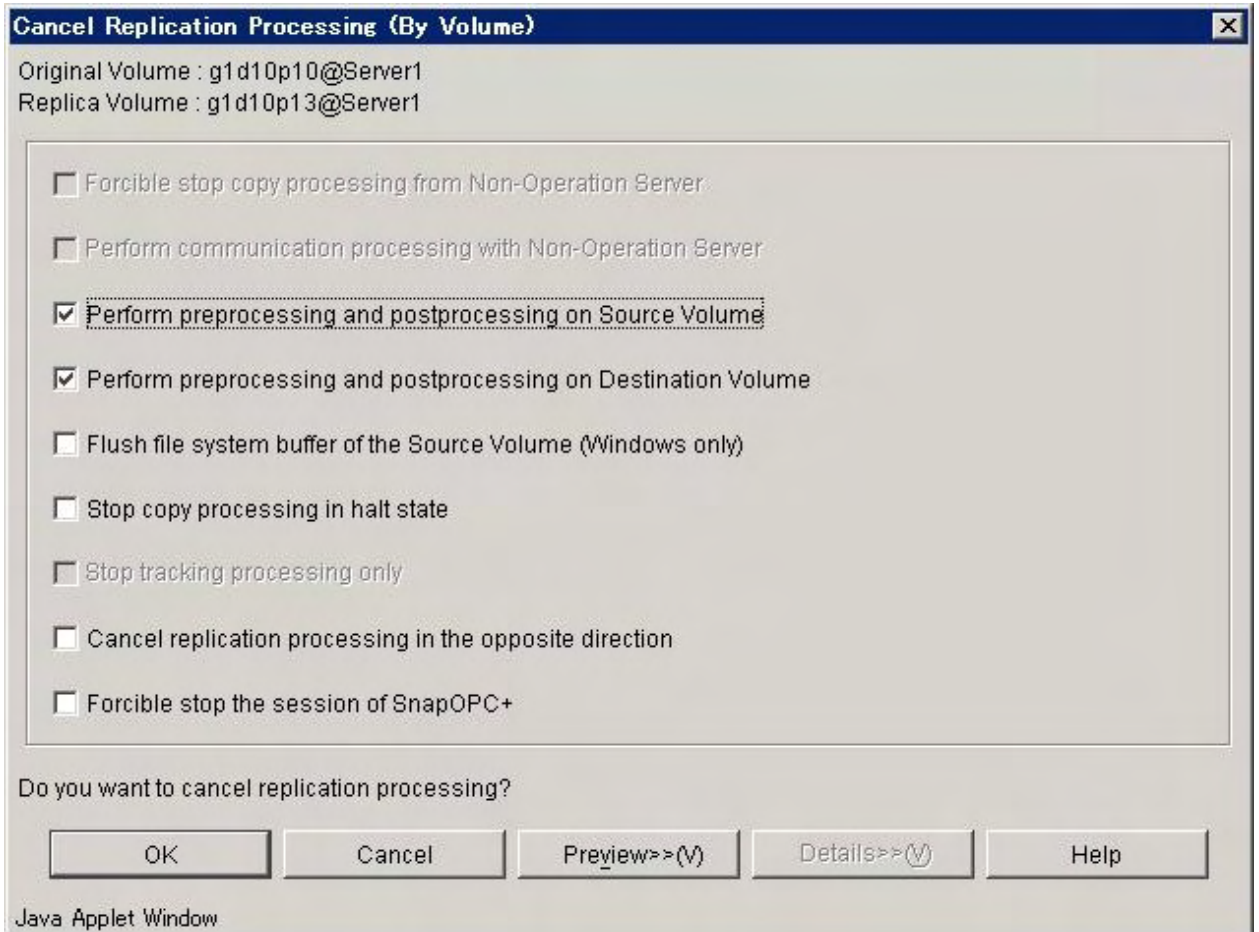 Cancel Replication Processing (By Volume)
Original Volume : g1d10p10@Server1
Replica Volume : g1d10p13@Server1
Forcible stop copy processing from Non-Operation Server
Perform communication processing with Non-Operation Server
Perform preprocessing and postprocessing on Source Volume
Perform preprocessing and postprocessing on Destination Volume
Flush file system buffer of the Source Volume (Windows only)
Stop copy processing in halt state
Stop tracking processing only
Cancel replication processing in the opposite direction
Forcible stop the session of SnapOPC+
Do you want to cancel replication processing?
OK Cancel Preview>>(V) Details>>(V) Help
Java Applet Window